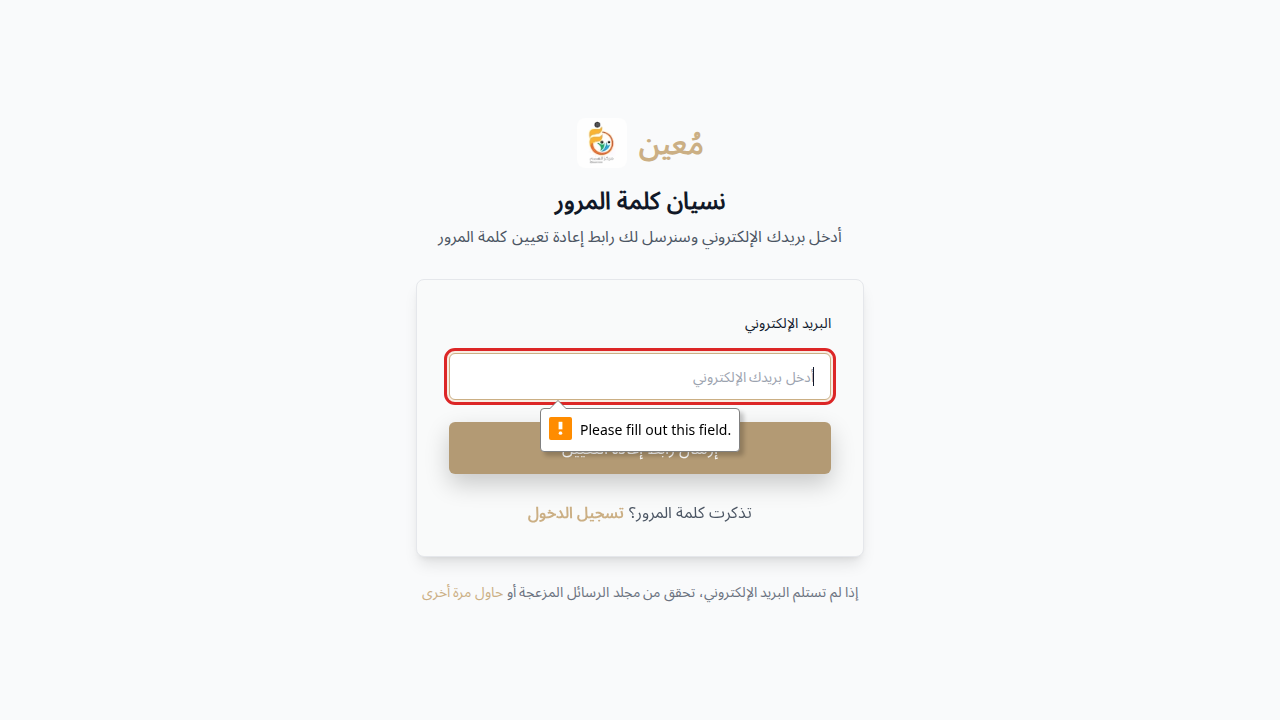 مُعين
نسيان كلمة المرور
أدخل بريدك الإلكتروني وسنرسل لك رابط إعادة تعيين كلمة المرور
البريد الإلكتروني
أدخل بريدك الإلكتروني
Please fill out this field.
تذكرت كلمة المرور؟ تسجيل الدخول
إذا لم تستلم البريد الإلكتروني، تحقق من مجلد الرسائل المزعجة أو حاول مرة أخرى